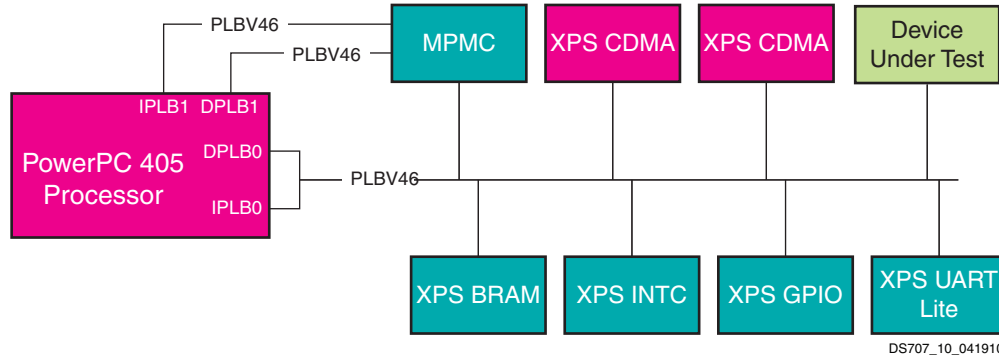 PLBV46
PLBV46
MPMC
XPS CDMA
XPS CDMA
Device
Under Test
IPLB1 DPLB1
DPLB0
PowerPC 405
Processor
IPLB0
PLBV46
XPS BRAM
XPS INTC
XPS GPIO
XPS UART
Lite
DS707_10_041910